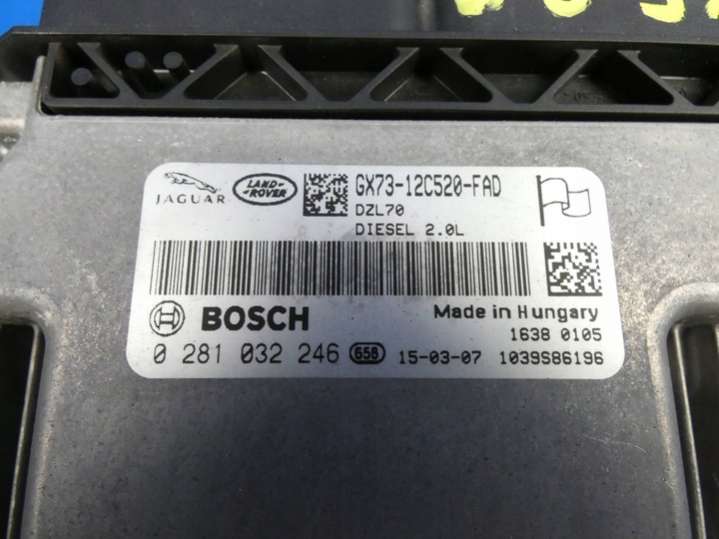 JAGUAR
LAND-
ROVER
GX73-12C520-FAD
DZL70
DIESEL 2.0L
BOSCH
Made in Hungary
1638 0105
0 281 032 246 658 15-03-07 1039S86196